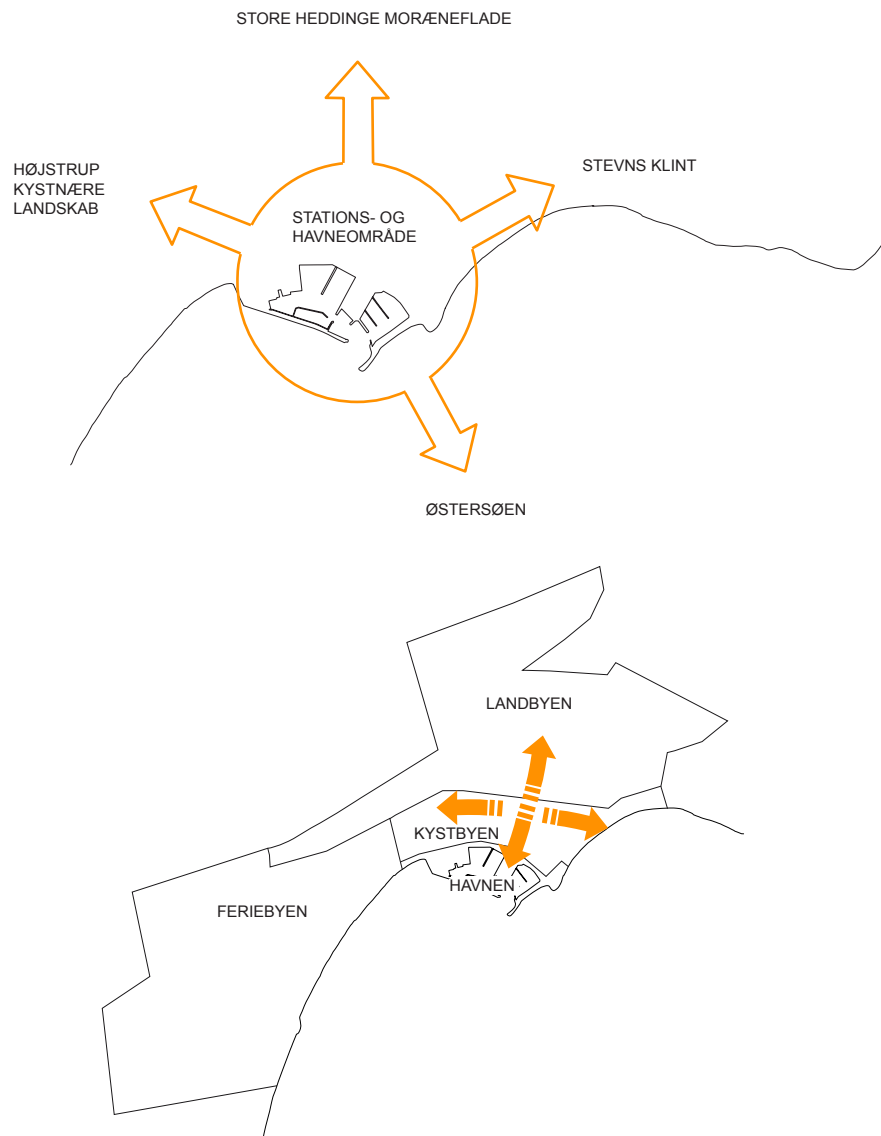 STORE HEDDINGE MORÆNEFLADE
HØJSTRUP
KYSTNÆRE
LANDSKAB
STEVNS KLINT
STATIONS- OG
HAVNEOMRÅDE
ØSTERSØEN
LANDBYEN
KYSTBYEN
HAVNEN
FERIEBYEN